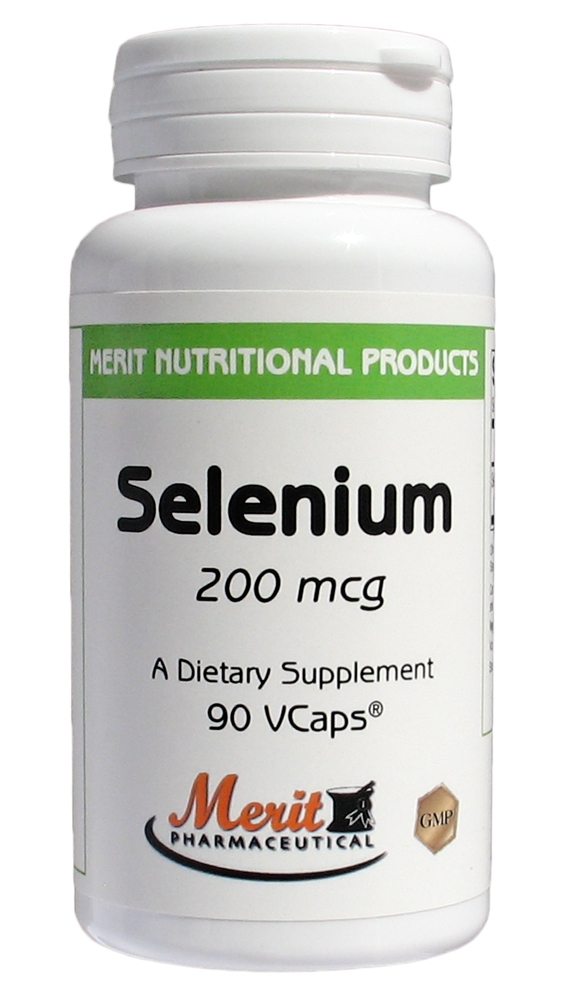 MERIT NUTRITIONAL PRODUCTS
Selenium
200 mcg
A Dietary Supplement
90 VCaps®
Merit
PHARMACEUTICAL
GMP